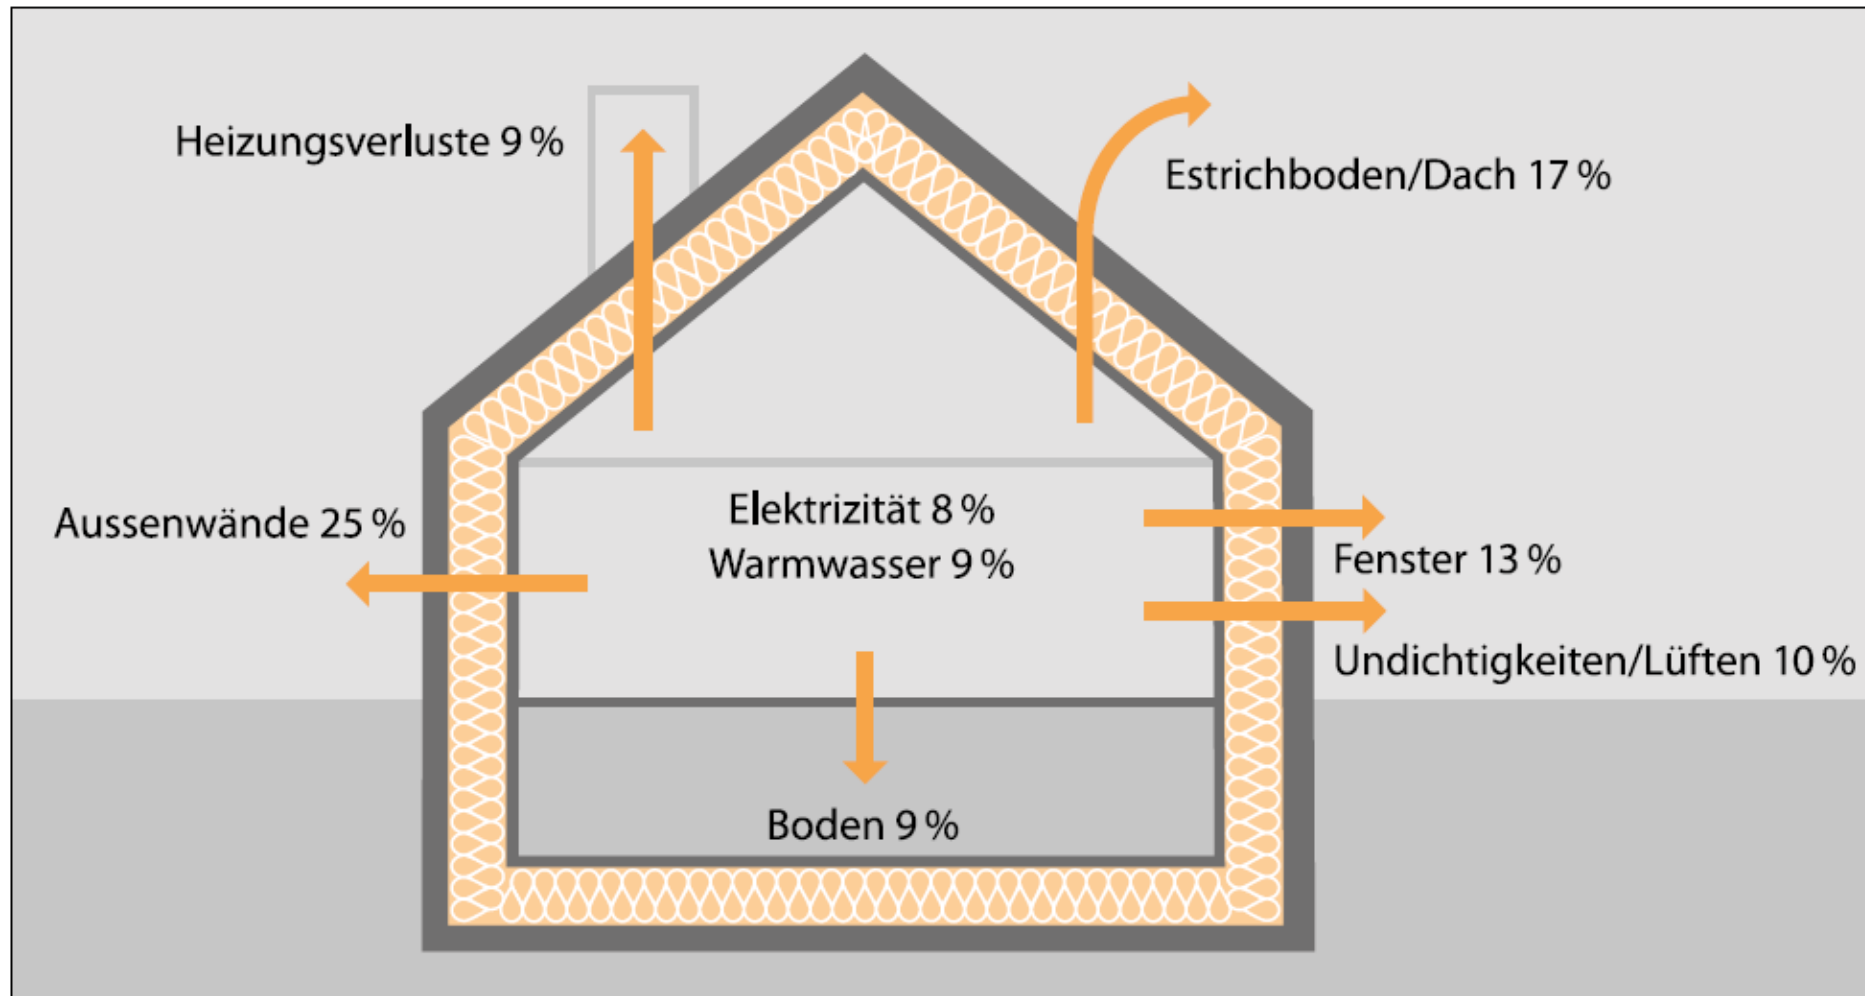 Heizungsverluste 9 %
Estrichboden/Dach 17 %
Aussenwände 25 %
Elektrizität 8 %
Warmwasser 9 %
Fenster 13 %
Undichtigkeiten/Lüften 10 %
Boden 9 %